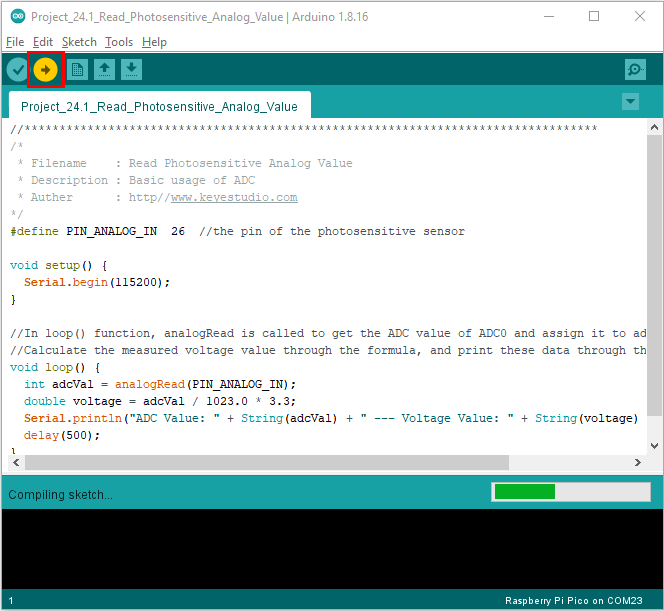 Project_24.1_Read_Photosensitive_Analog_Value | Arduino 1.8.16
File Edit Sketch Tools Help
Project_24.1_Read_Photosensitive_Analog_Value
//**********************************************************************************
/*
 * Filename    : Read Photosensitive Analog Value
 * Description : Basic usage of ADC
 * Auther      : http//www.keyestudio.com
*/
#define PIN_ANALOG_IN  26  //the pin of the photosensitive sensor
void setup() {
  Serial.begin(115200);
}
//In loop() function, analogRead is called to get the ADC value of ADC0 and assign it to ad
//Calculate the measured voltage value through the formula, and print these data through th
void loop() {
  int adcVal = analogRead(PIN_ANALOG_IN);
  double voltage = adcVal / 1023.0 * 3.3;
  Serial.println("ADC Value: " + String(adcVal) + " --- Voltage Value: " + String(voltage)
  delay(500);
}
Compiling sketch...
1
Raspberry Pi Pico on COM23